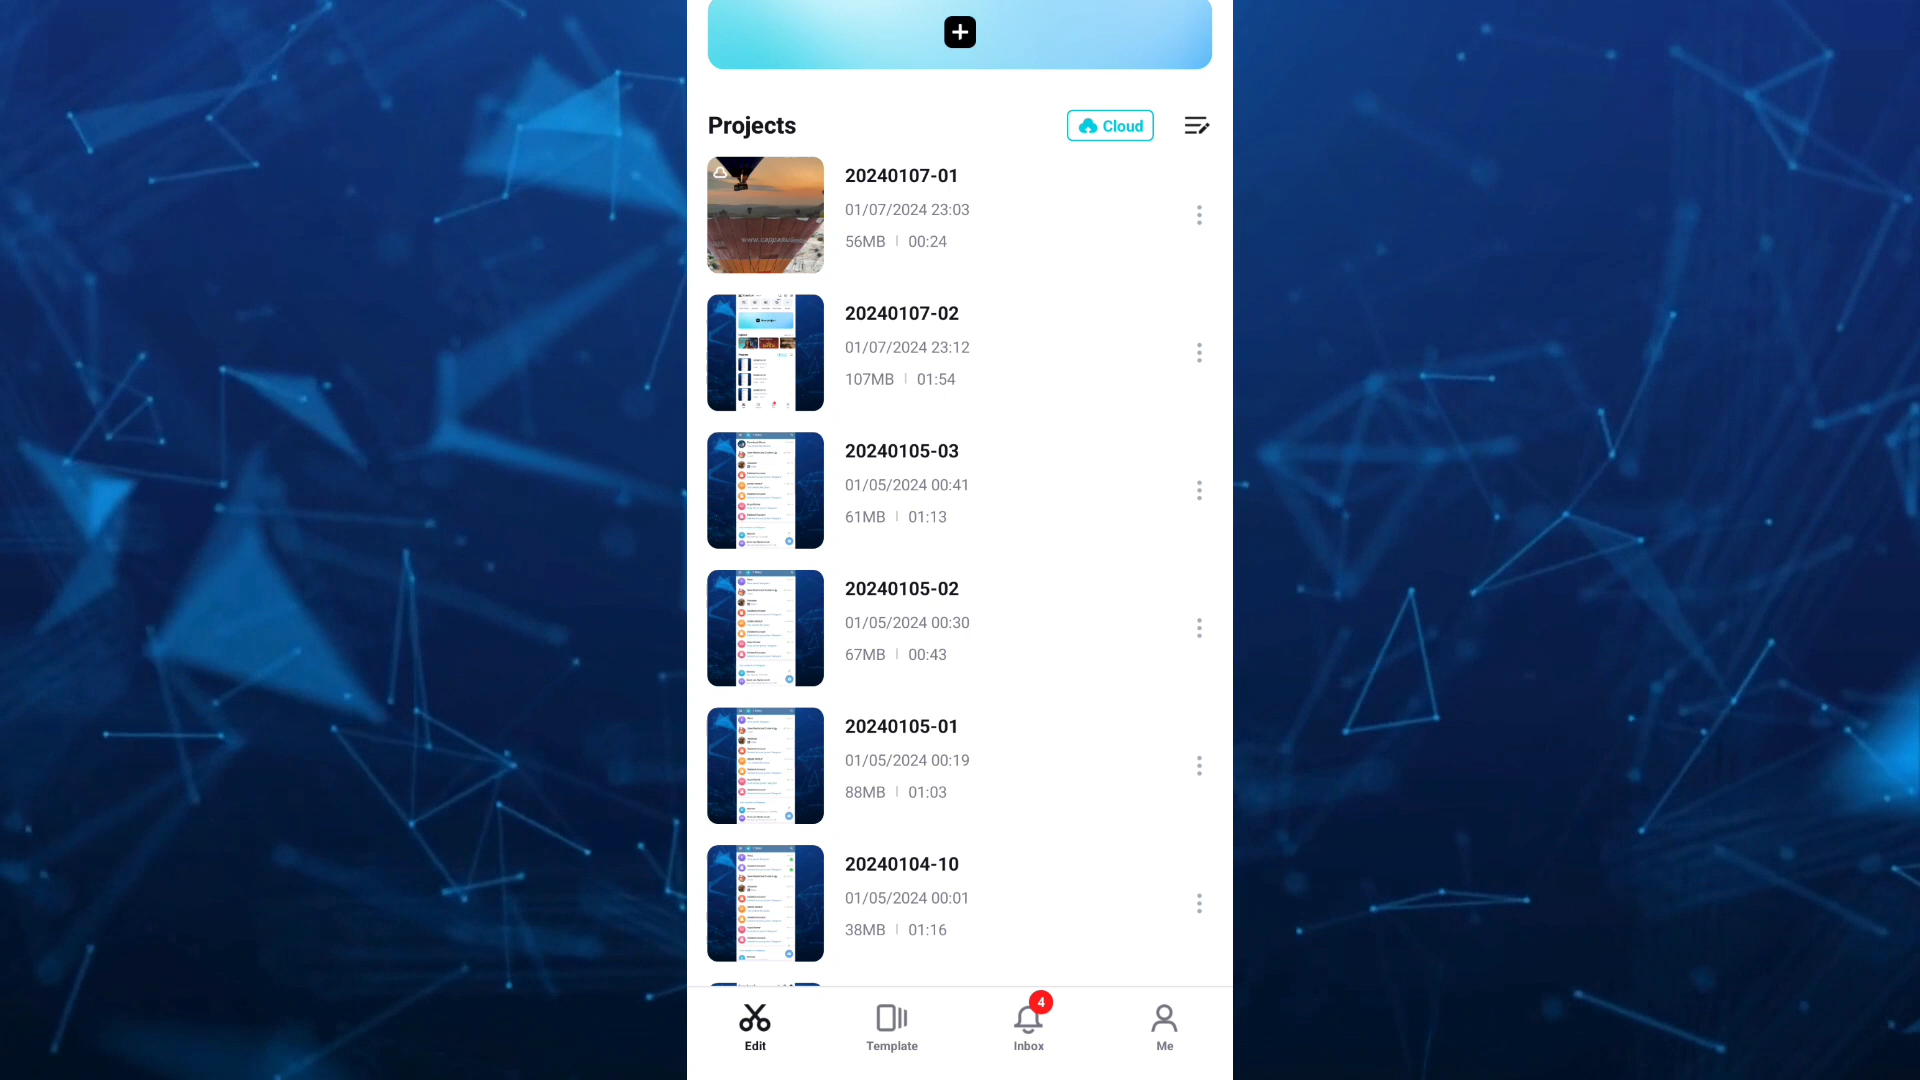 Projects
Cloud
20240107-01
01/07/2024 23:03
56MB | 00:24
20240107-02
01/07/2024 23:12
107MB | 01:54
20240105-03
01/05/2024 00:41
61MB | 01:13
20240105-02
01/05/2024 00:30
67MB | 00:43
20240105-01
01/05/2024 00:19
88MB | 01:03
20240104-10
01/05/2024 00:01
38MB | 01:16
4
Edit
Template
Inbox
Me